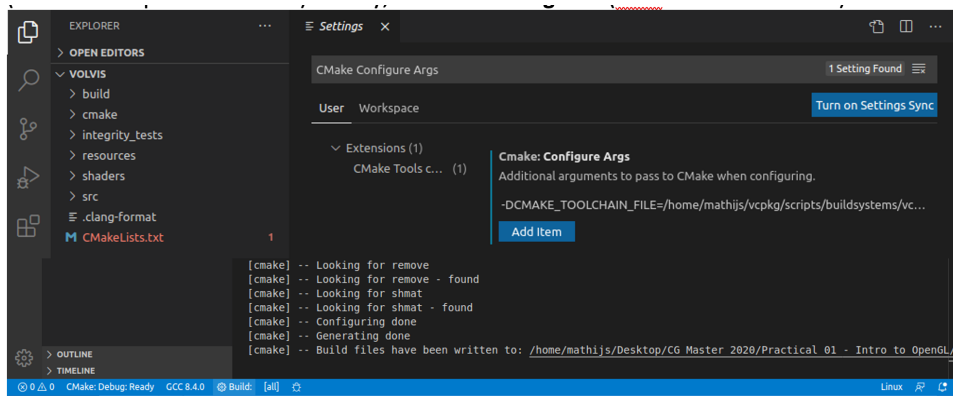 EXPLORER
OPEN EDITORS
VOLVIS
build
cmake
integrity_tests
resources
shaders
src
.clang-format
CMakeLists.txt 1
OUTLINE
TIMELINE
Settings
CMake Configure Args 1 Setting Found
User Workspace Turn on Settings Sync
Extensions (1)
CMake Tools c... (1)
Cmake: Configure Args
Additional arguments to pass to CMake when configuring.
-DCMAKE_TOOLCHAIN_FILE=/home/mathijs/vcpkg/scripts/buildsystems/vc...
Add Item
[cmake] -- Looking for remove
[cmake] -- Looking for remove - found
[cmake] -- Looking for shmat
[cmake] -- Looking for shmat - found
[cmake] -- Configuring done
[cmake] -- Generating done
[cmake] -- Build files have been written to: /home/mathijs/Desktop/CG Master 2020/Practical 01 - Intro to OpenGL/
0 0 CMake: Debug: Ready GCC 8.4.0 Build: [all] Linux